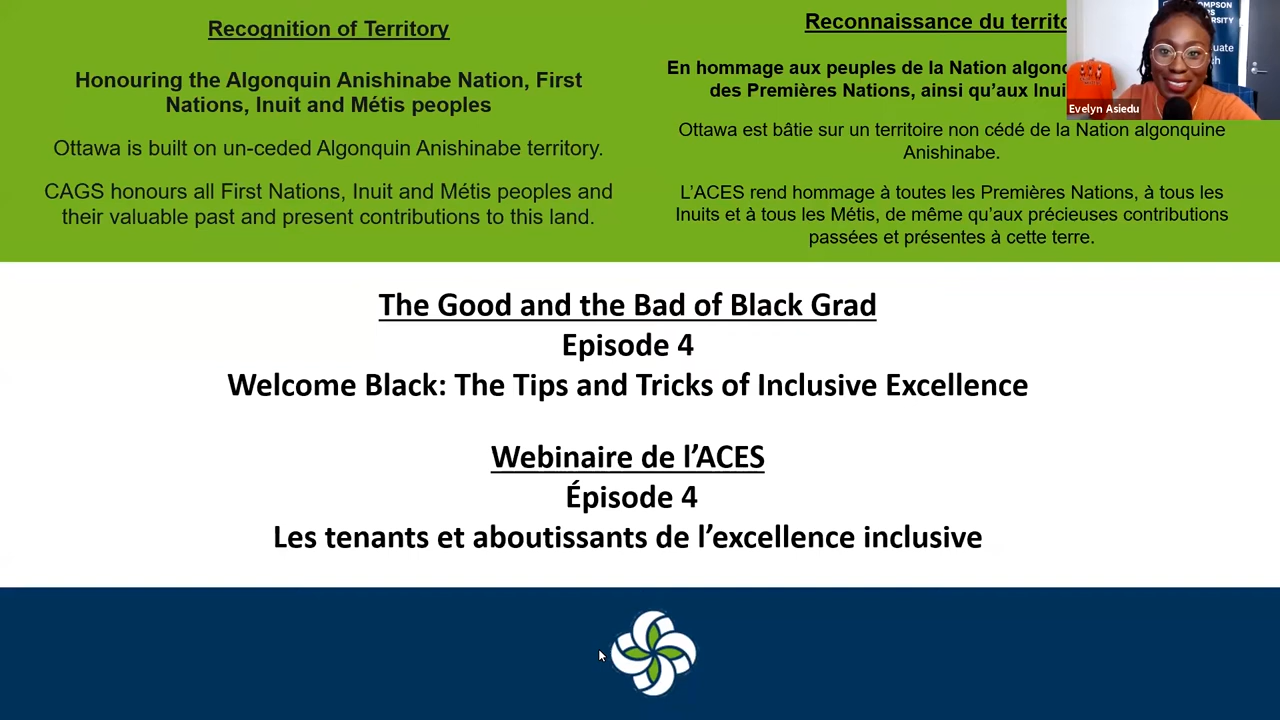 Recognition of Territory
Honouring the Algonquin Anishinabe Nation, First
Nations, Inuit and Métis peoples
Ottawa is built on un-ceded Algonquin Anishinabe territory.
CAGS honours all First Nations, Inuit and Métis peoples and
their valuable past and present contributions to this land.
Reconnaissance du
En hommage aux peuples de la Nation
des Premières Nations, ainsi qu'aux
Ottawa est bâtie sur un territoire non cédé de la Nation algonquine
Anishinabe.
L'ACES rend hommage à toutes les Premières Nations, à tous les
Inuits et à tous les Métis, de même qu'aux précieuses contributions
passées et présentes à cette terre.
Evelyn Asiedu
The Good and the Bad of Black Grad
Episode 4
Welcome Black: The Tips and Tricks of Inclusive Excellence
Webinaire de l'ACES
Épisode 4
Les tenants et aboutissants de l'excellence inclusive